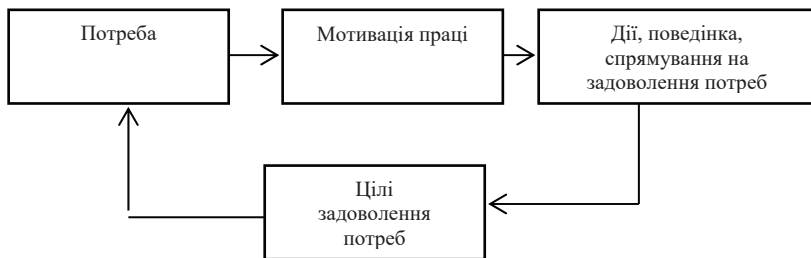 Потреба
Мотивація праці
Дії, поведінка,
спрямування на
задоволення потреб
Цілі
задоволення
потреб